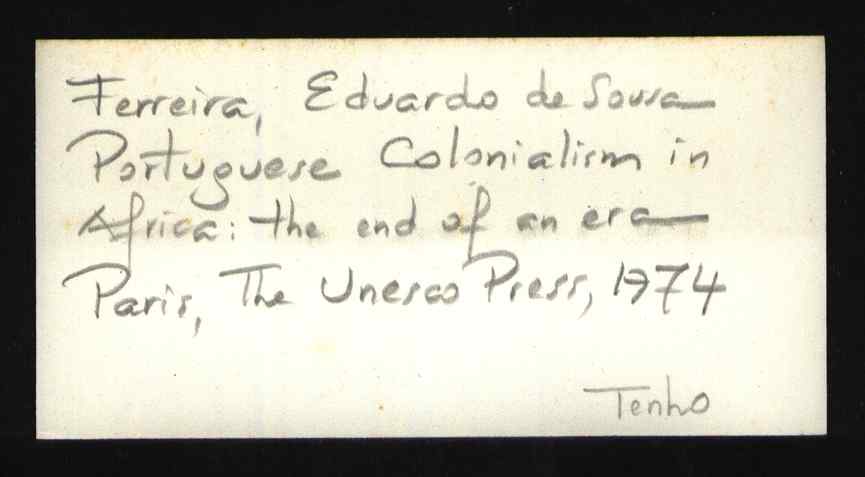 Ferreira, Eduardo de Sousa
Portuguese Colonialism in
Africa: the end of an era
Paris, The Unesco Press, 1974
Tenho